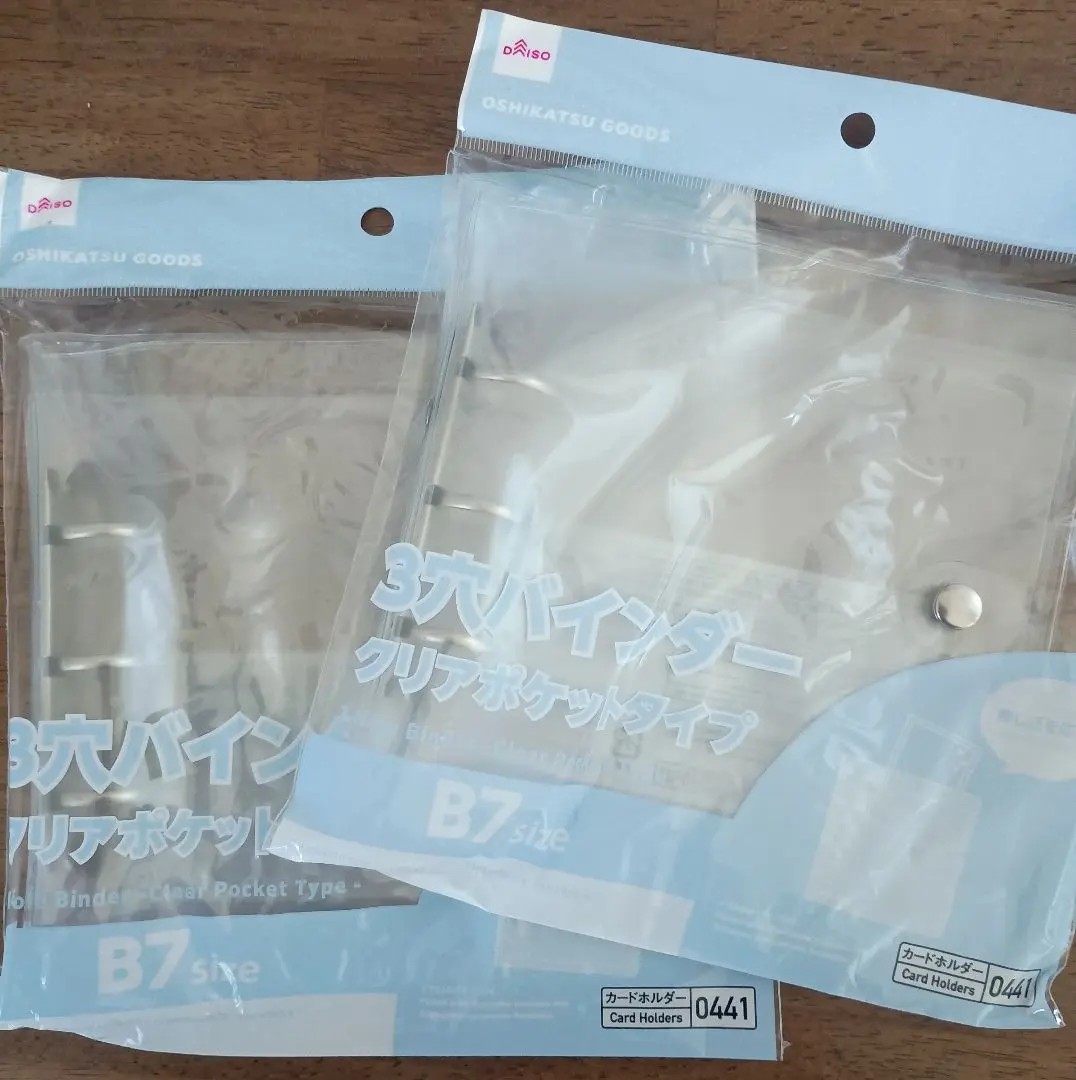 DAISO
OSHIKATSU GOODS
3穴バインダー
クリアポケットタイプ
B7 size
カードホルダー
Card Holders
0441
DAISO
OSHIKATSU GOODS
3穴バイン
クリアポケット
Binder -Clear Pocket Type -
B7 size
カードホルダー
Card Holders
0441